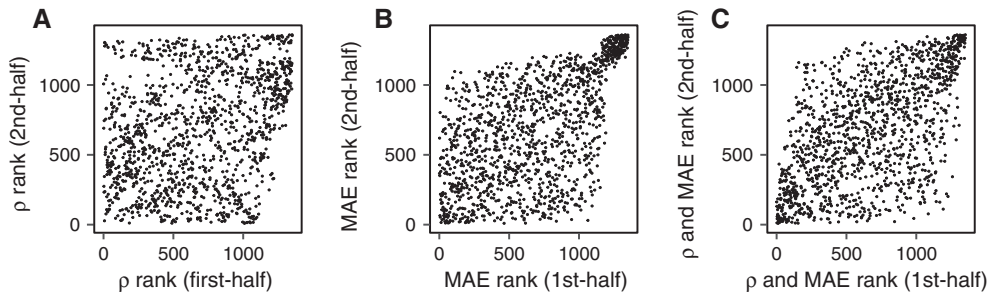 A
ρ rank (2nd-half)
1000
500
0
0 500 1000
ρ rank (first-half)
B
MAE rank (2nd-half)
1000
500
0
0 500 1000
MAE rank (1st-half)
C
ρ and MAE rank (2nd-half)
1000
500
0
0 500 1000
ρ and MAE rank (1st-half)